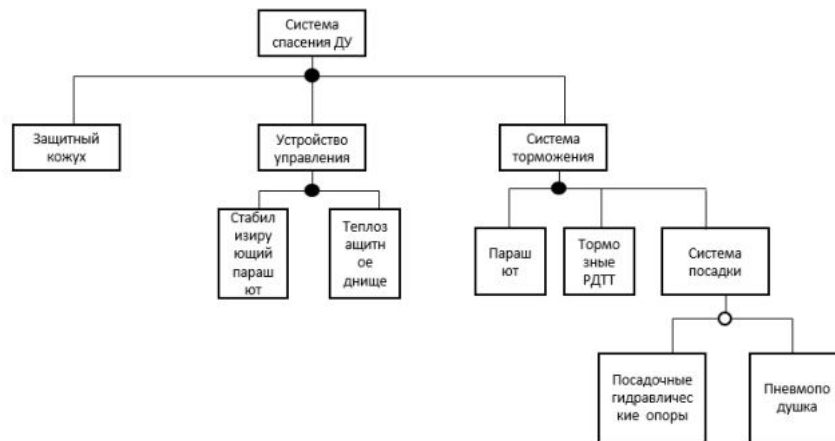 Система
спасения ДУ
Защитный
кожух
Устройство
управления
Система
торможения
Стабил
изиру
ющий
параш
ют
Теплоз
ащитн
ое
днище
Параш
ют
Тормо
зные
РДТТ
Система
посадки
Посадочные
гидравличес
кие опоры
Пневмопо
душка